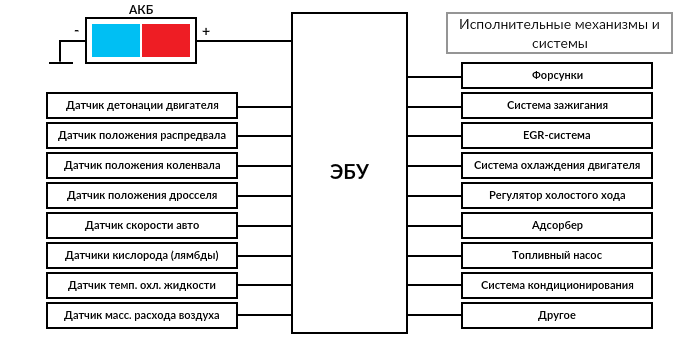 АКБ
- +
Датчик детонации двигателя
Датчик положения распредвала
Датчик положения коленвала
Датчик положения дросселя
Датчик скорости авто
Датчики кислорода (лямбды)
Датчик темп. охл. жидкости
Датчик масс. расхода воздуха
ЭБУ
Исполнительные механизмы и
системы
Форсунки
Система зажигания
EGR-система
Система охлаждения двигателя
Регулятор холостого хода
Адсорбер
Топливный насос
Система кондиционирования
Другое